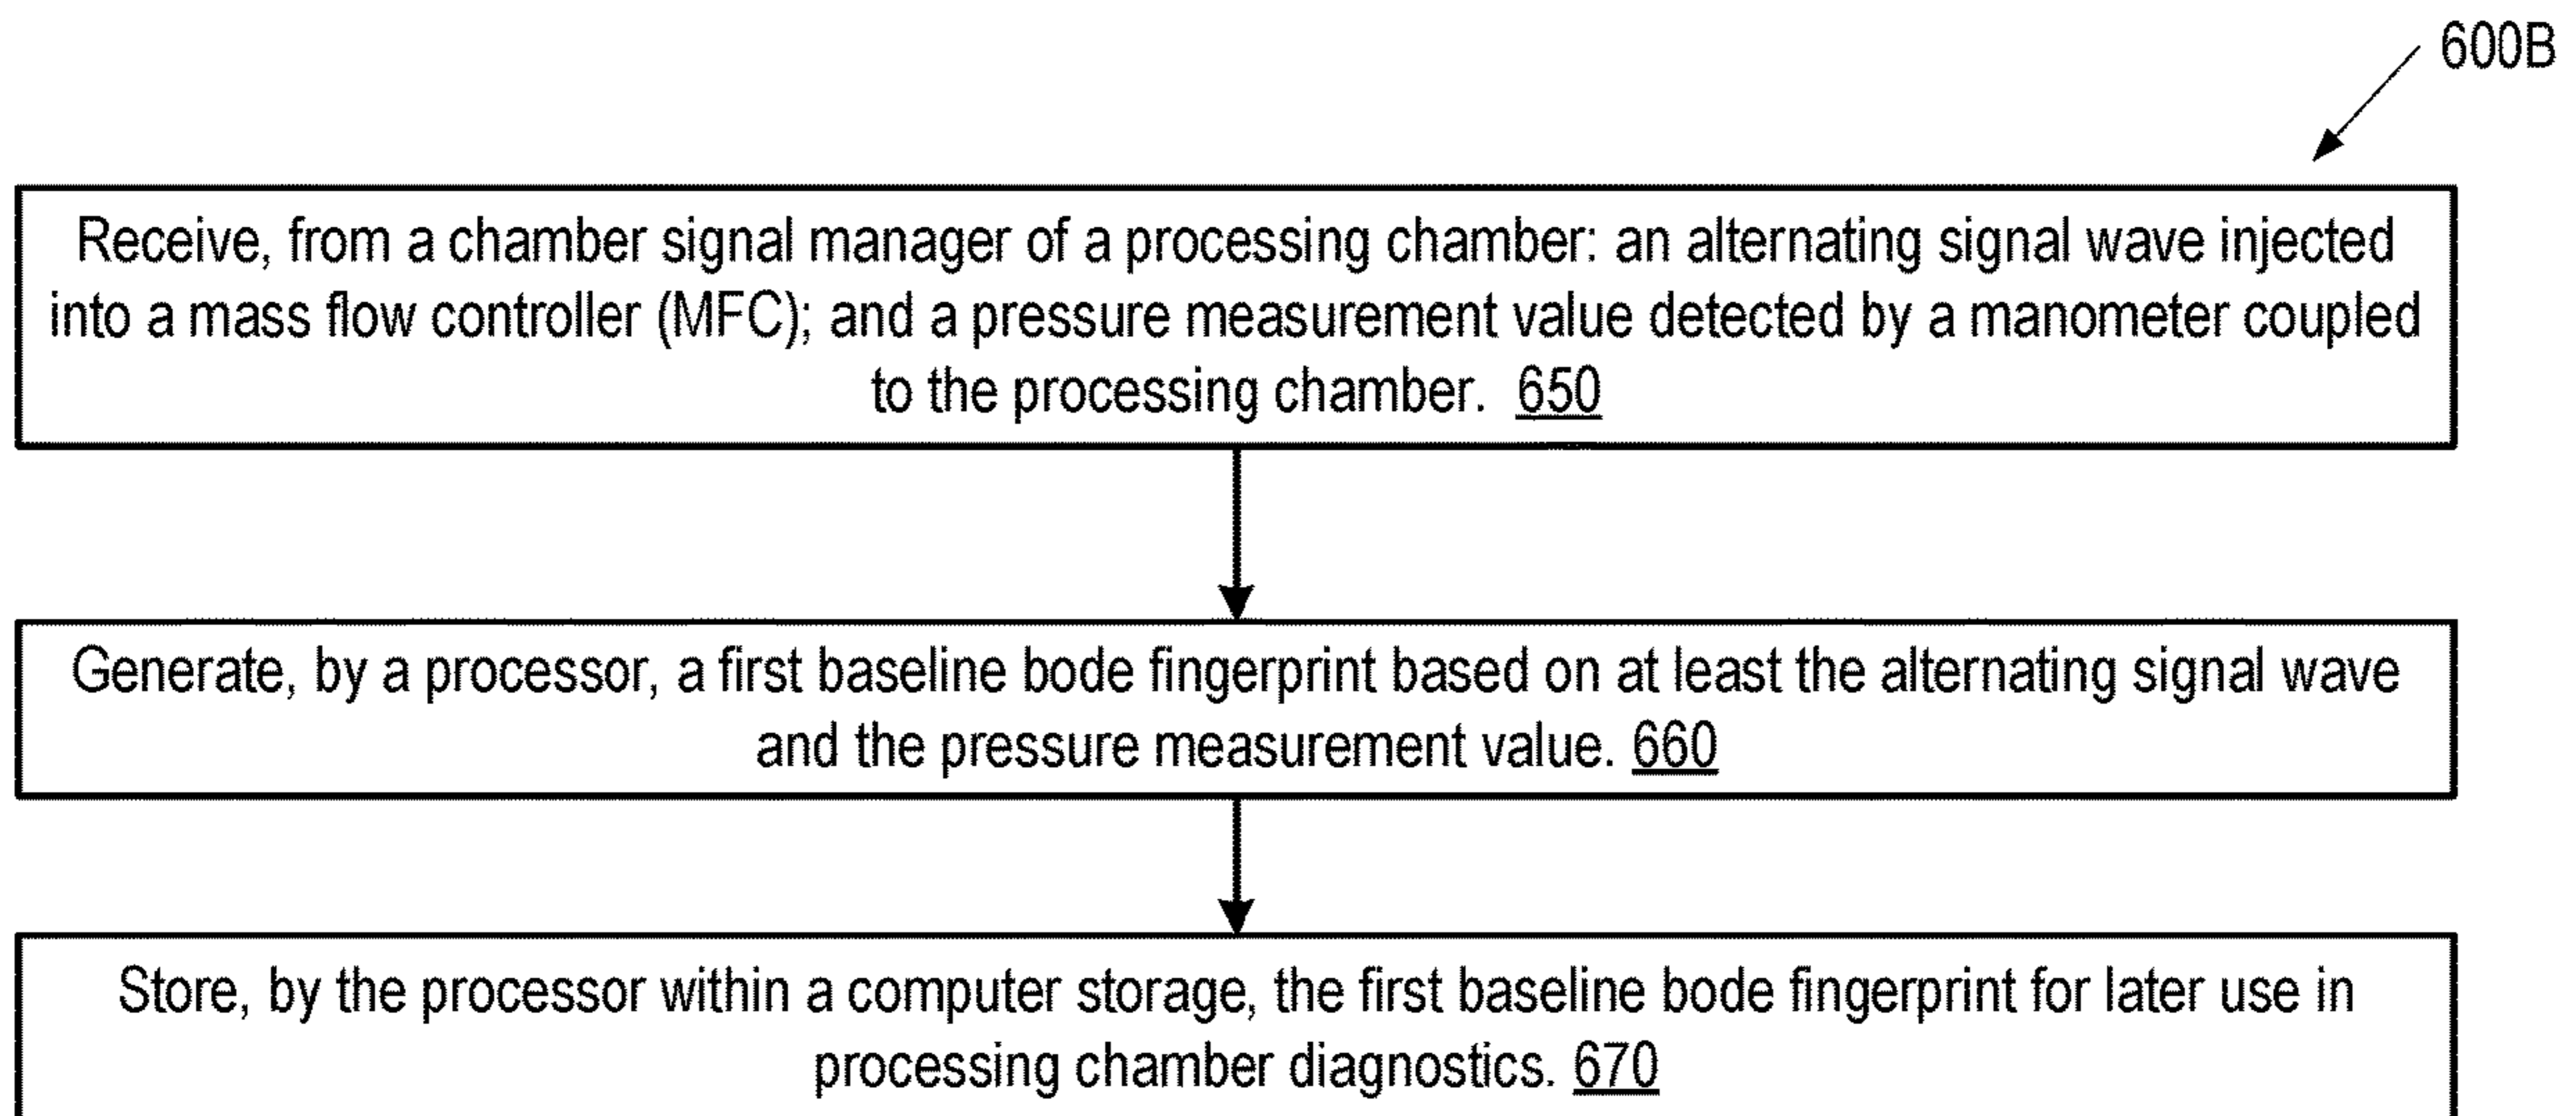 600B
Receive, from a chamber signal manager of a processing chamber: an alternating signal wave injected
into a mass flow controller (MFC); and a pressure measurement value detected by a manometer coupled
to the processing chamber. 650
Generate, by a processor, a first baseline bode fingerprint based on at least the alternating signal wave
and the pressure measurement value. 660
Store, by the processor within a computer storage, the first baseline bode fingerprint for later use in
processing chamber diagnostics. 670